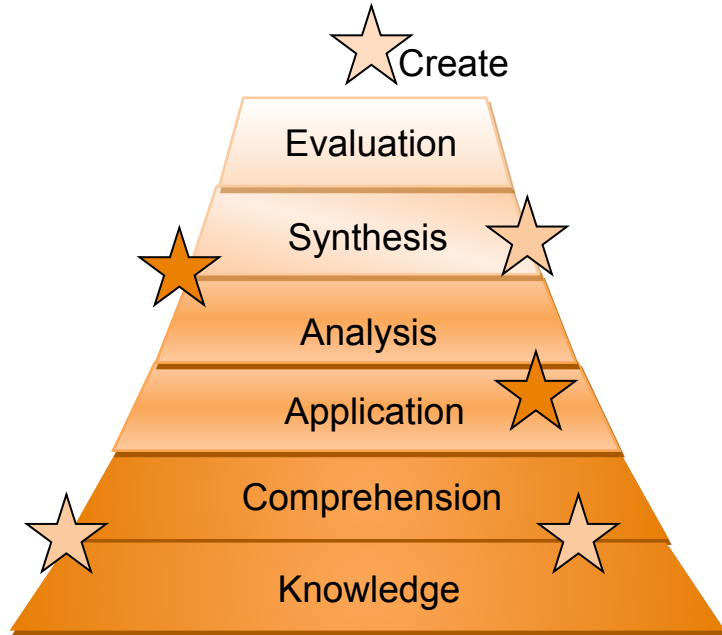 Create
Evaluation
Synthesis
Analysis
Application
Comprehension
Knowledge